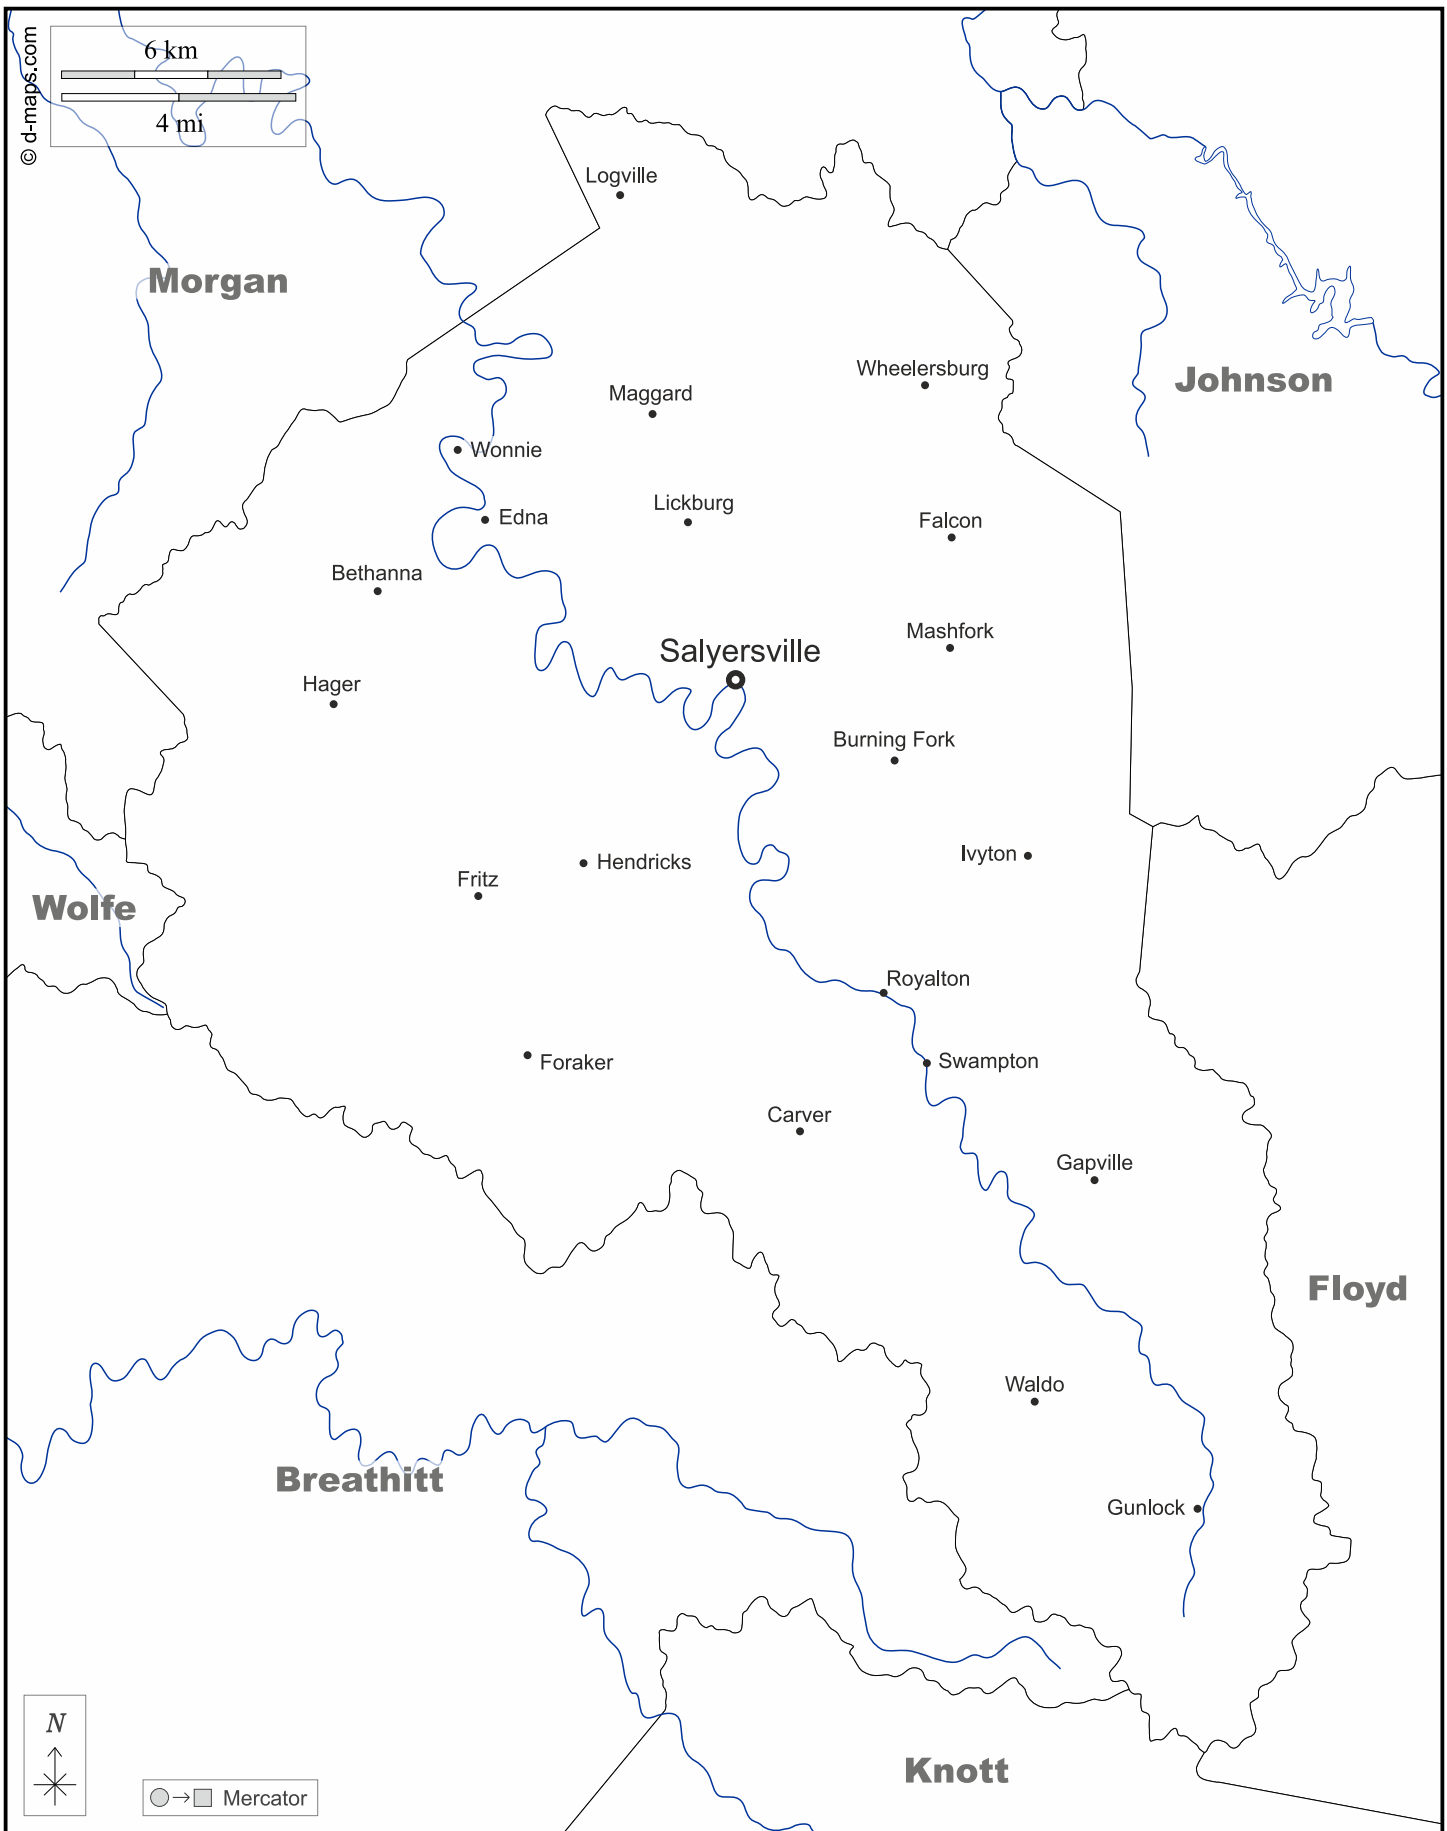 © d-maps.com
6 km
4 mi
Logville
Morgan
Wheelersburg
Johnson
Maggard
Wonnie
Lickburg
Edna
Falcon
Bethanna
Mashfork
Salyersville
Hager
Burning Fork
Ivyton
Hendricks
Fritz
Wolfe
Royalton
Swampton
Foraker
Carver
Gapville
Floyd
Waldo
Breathitt
Gunlock
N
Knott
Mercator